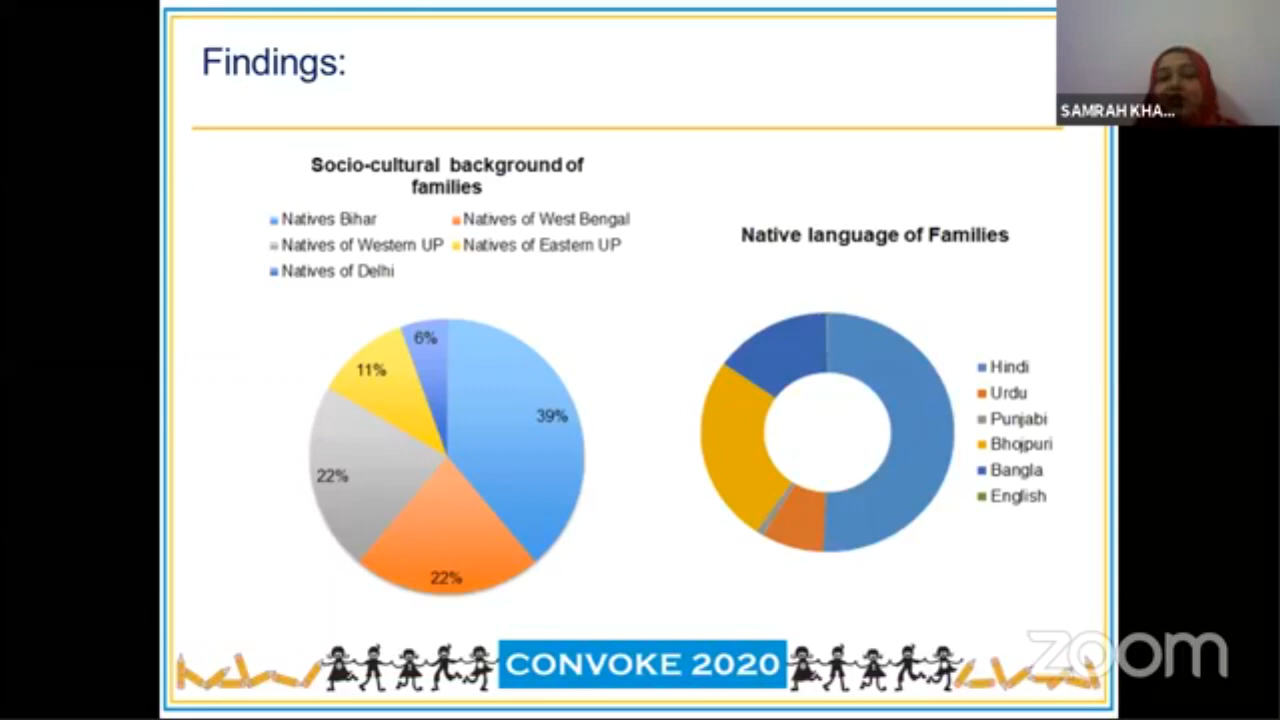 Findings:
SAMRAH KHA...
Socio-cultural background of
families
Natives Bihar
Natives of West Bengal
Natives of Western UP
Natives of Eastern UP
Natives of Delhi
6%
11%
39%
22%
22%
Native language of Families
Hindi
Urdu
Punjabi
Bhojpuri
Bangla
English
CONVOKE 2020
zoom